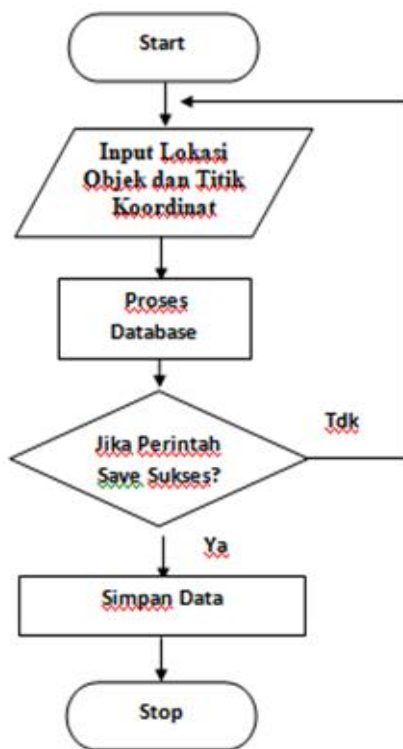 Start
Input Lokasi
Objek dan Titik
Koordinat
Proses
Database
Jika Perintah
Save Sukses?
Tdk
Ya
Simpan Data
Stop